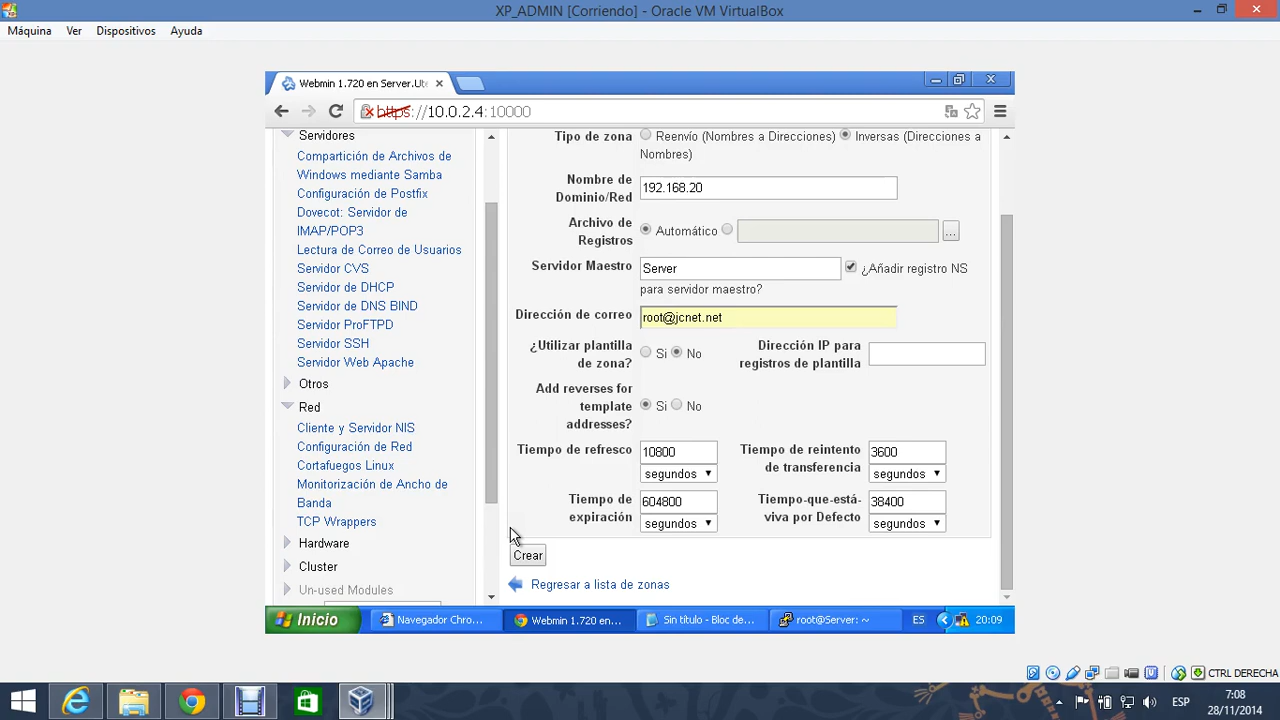 XP_ADMIN [Corriendo] - Oracle VM VirtualBox
Máquina Ver Dispositivos Ayuda
Webmin 1.720 en Server.Ute
https://10.0.2.4:10000
Servidores
Compartición de Archivos de
Windows mediante Samba
Configuración de Postfix
Dovecot: Servidor de
IMAP/POP3
Lectura de Correo de Usuarios
Servidor CVS
Servidor de DHCP
Servidor de DNS BIND
Servidor ProFTPD
Servidor SSH
Servidor Web Apache
Otros
Red
Cliente y Servidor NIS
Configuración de Red
Cortafuegos Linux
Monitorización de Ancho de
Banda
TCP Wrappers
Hardware
Cluster
Un-used Modules
Tipo de zona Reenvío (Nombres a Direcciones) Inversas (Direcciones a
Nombres)
Nombre de
Dominio/Red 192.168.20
Archivo de
Registros Automático ...
Servidor Maestro Server ¿Añadir registro NS
para servidor maestro?
Dirección de correo root@jcnet.net
¿Utilizar plantilla
de zona? Si No
Dirección IP para
registros de plantilla
Add reverses for
template
addresses? Si No
Tiempo de refresco 10800 segundos
Tiempo de reintento
de transferencia 3600 segundos
Tiempo de
expiración 604800 segundos
Tiempo-que-está-
viva por Defecto 38400 segundos
Crear
Regresar a lista de zonas
Inicio Navegador Chro... Webmin 1.720 en... Sin título - Bloc de... root@Server: ~ ES 20:09
CTRL DERECHA
ESP 7:08
28/11/2014